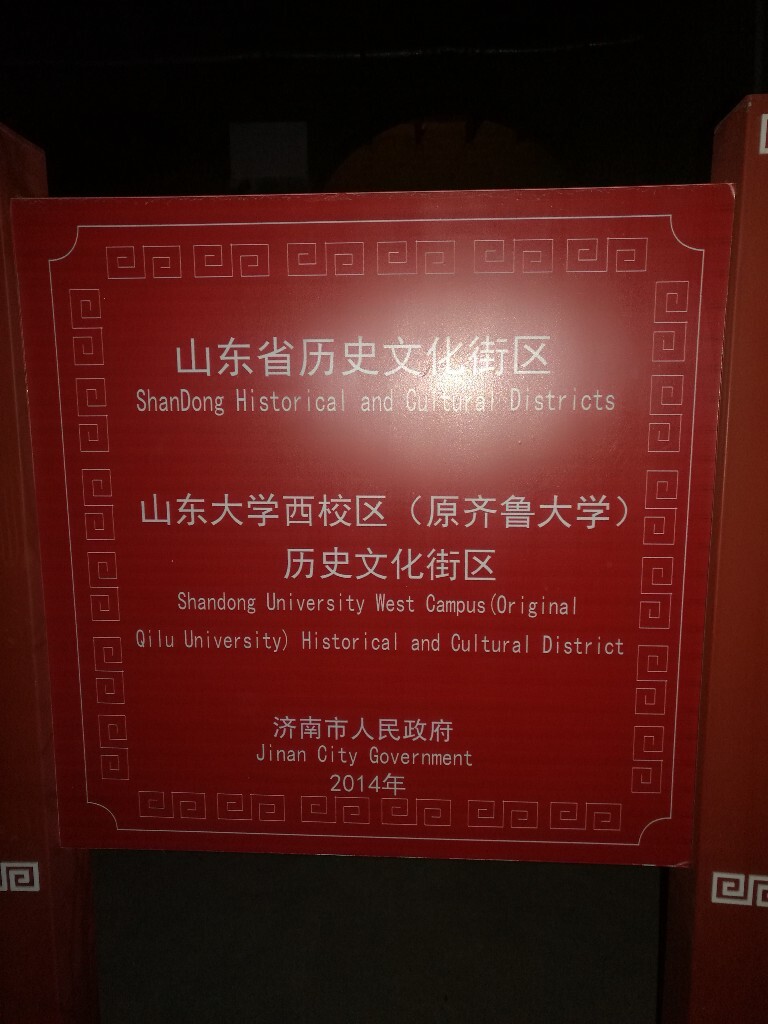 山东省历史文化街区
ShanDong Historical and Cultural Districts
山东大学西校区（原齐鲁大学）
历史文化街区
Shandong University West Campus(Original
Qilu University) Historical and Cultural District
济南市人民政府
Jinan City Government
2014年